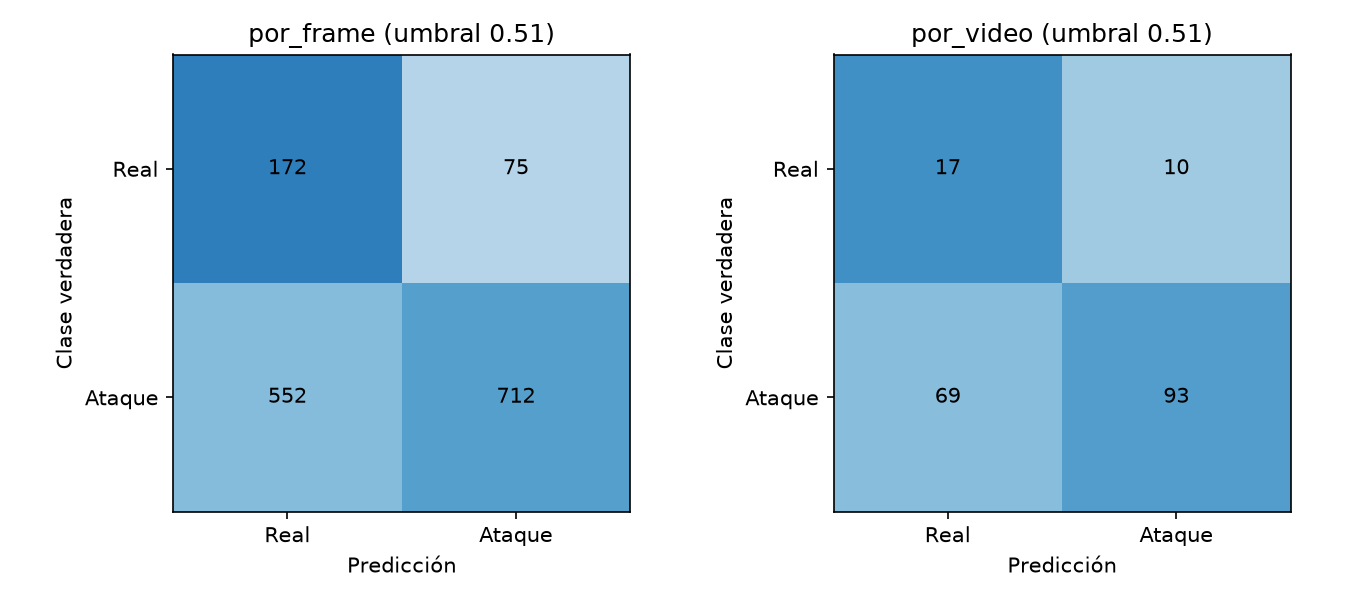 por_frame (umbral 0.51)
Clase verdadera
Real
172
75
Ataque
552
712
Real
Ataque
Predicción
por_video (umbral 0.51)
Clase verdadera
Real
17
10
Ataque
69
93
Real
Ataque
Predicción